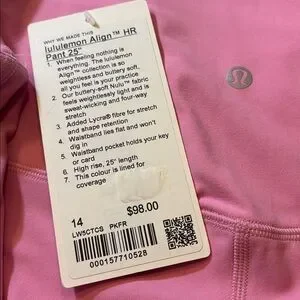 WHY WE MADE THIS
lululemon Align™ HR
Pant 25"
1. When feeling nothing is
everything. The lululemon
Align™ collection is so
weightless and buttery soft,
all you feel is your practice
2. Our buttery-soft Nulu™ fabric
feels weightlessly light and is
sweat-wicking and four-way
stretch
3. Added Lycra® fibre for stretch
and shape retention
4. Waistband lies flat and won't
dig in
5. Waistband pocket holds your key
or card
6. High rise, 25" length
7. This colour is lined for
coverage
14
$98.00
LW5CTCS PKFR
000157710528